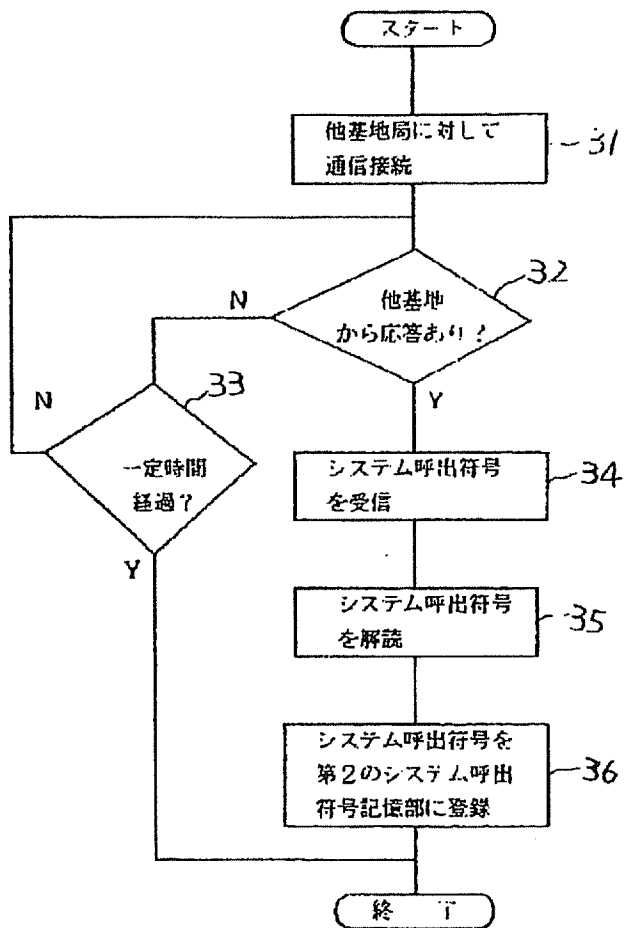 スタート
他基地局に対して
通信接続
31
32
他基地
から応答あり?
N
Y
33
N
一定時間
経過?
Y
システム呼出符号
を受信
34
システム呼出符号
を解読
35
システム呼出符号を
第2のシステム呼出
符号記憶部に登録
36
終 了